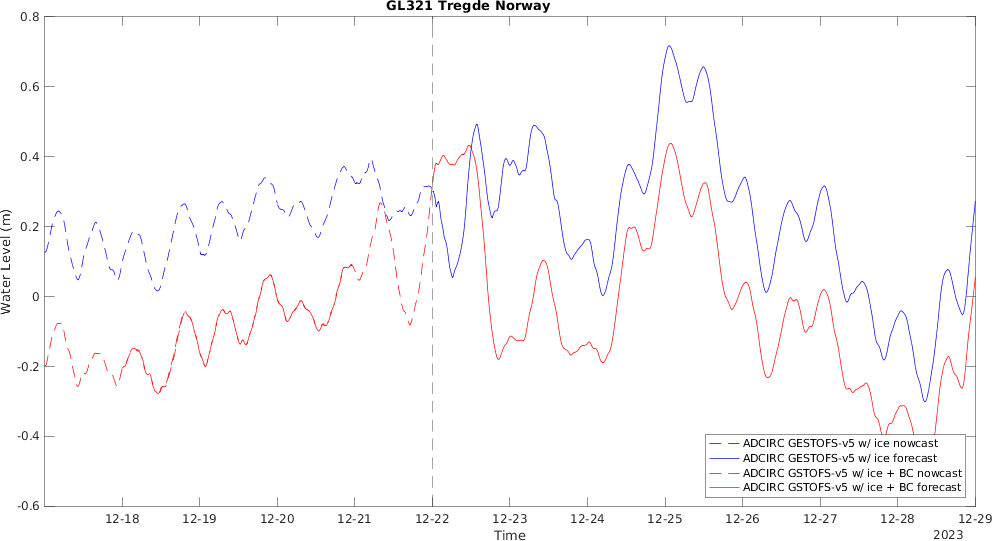 GL321 Tregde Norway
0.8
0.6
0.4
0.2
0
-0.2
-0.4
-0.6
Water Level (m)
ADCIRC GESTOFS-v5 w/ ice nowcast
ADCIRC GESTOFS-v5 w/ ice forecast
ADCIRC GSTOFS-v5 w/ ice + BC nowcast
ADCIRC GSTOFS-v5 w/ ice + BC forecast
12-18 12-19 12-20 12-21 12-22 12-23 12-24 12-25 12-26 12-27 12-28 12-29
Time
2023